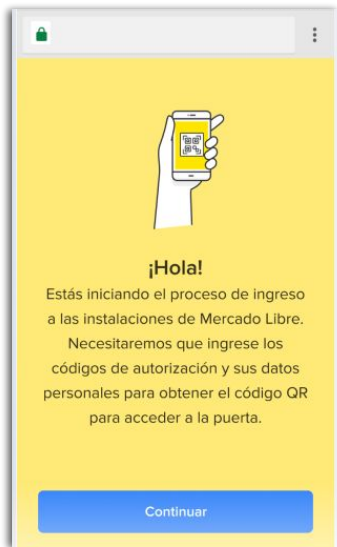 ¡Hola!
Estás iniciando el proceso de ingreso
a las instalaciones de Mercado Libre.
Necesitaremos que ingrese los
códigos de autorización y sus datos
personales para obtener el código QR
para acceder a la puerta.
Continuar